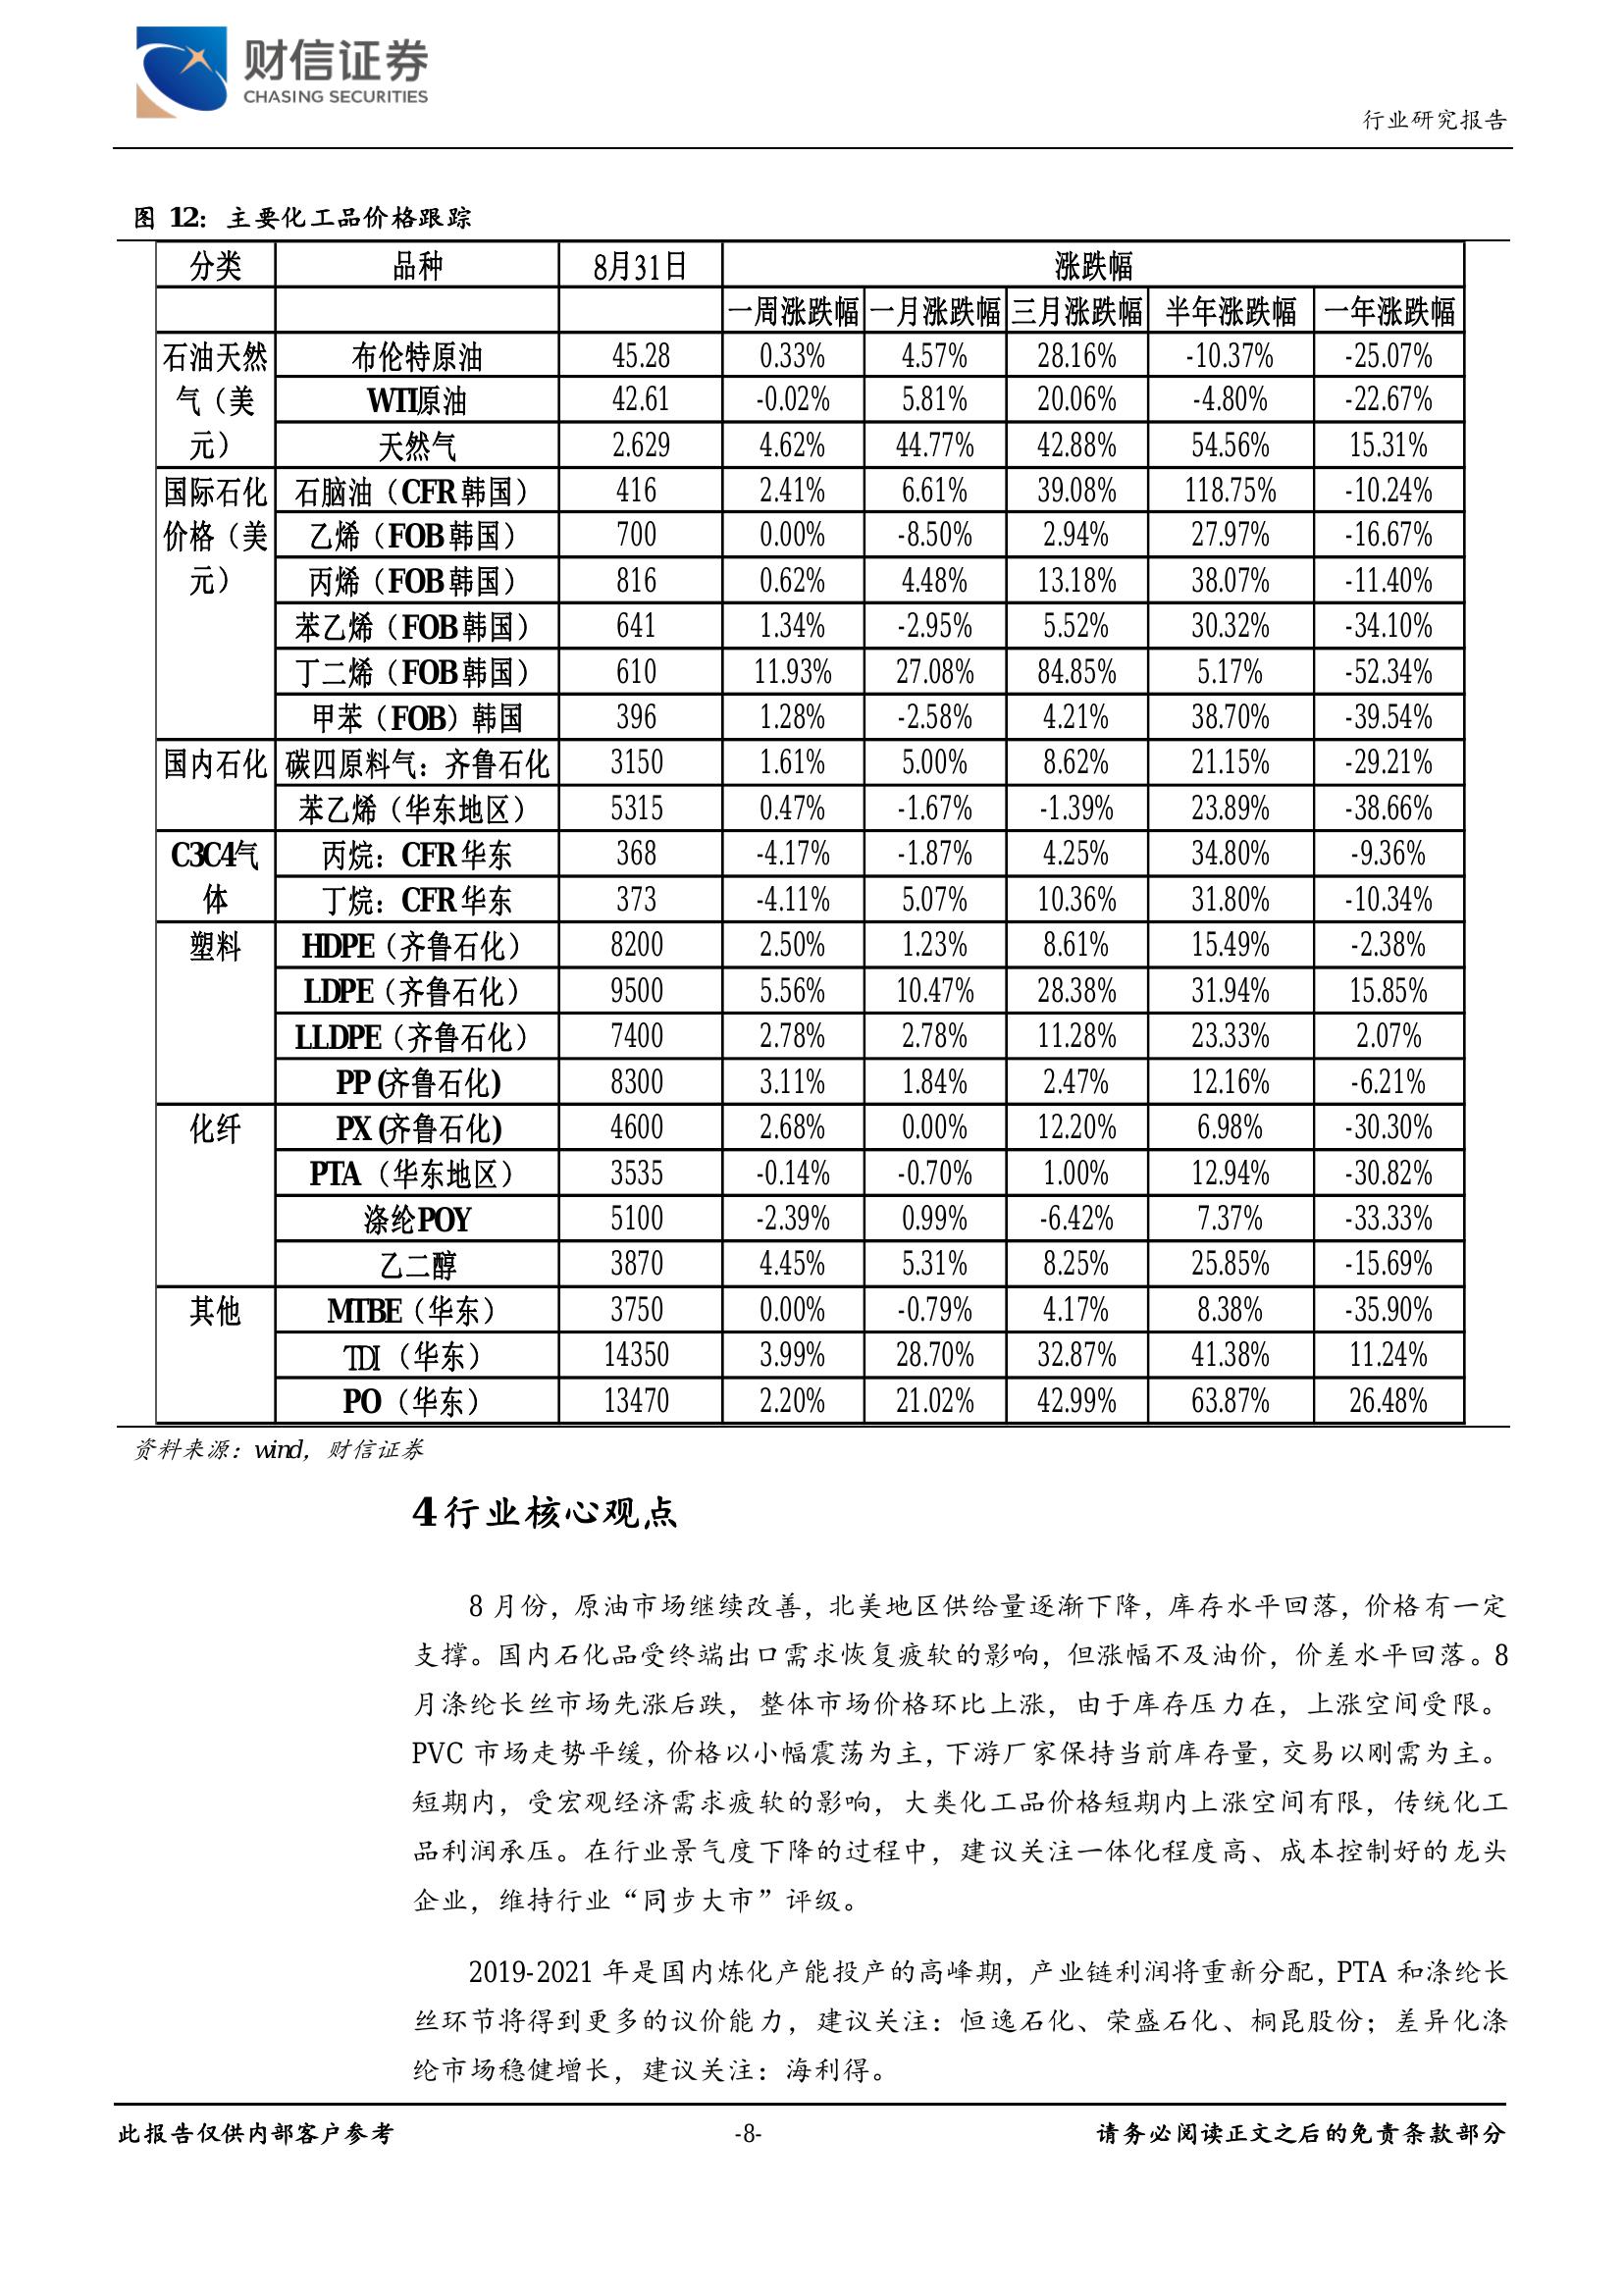 财信证券
CHASING SECURITIES
行业研究报告
图 12：主要化工品价格跟踪
分类 品种 8月31日 涨跌幅
一周涨跌幅 一月涨跌幅 三月涨跌幅 半年涨跌幅 一年涨跌幅
石油天然气（美元） 布伦特原油 45.28 0.33% 4.57% 28.16% -10.37% -25.07%
WTI原油 42.61 -0.02% 5.81% 20.06% -4.80% -22.67%
天然气 2.629 4.62% 44.77% 42.88% 54.56% 15.31%
国际石化价格（美元） 石脑油（CFR韩国） 416 2.41% 6.61% 39.08% 118.75% -10.24%
乙烯（FOB韩国） 700 0.00% -8.50% 2.94% 27.97% -16.67%
丙烯（FOB韩国） 816 0.62% 4.48% 13.18% 38.07% -11.40%
苯乙烯（FOB韩国） 641 1.34% -2.95% 5.52% 30.32% -34.10%
丁二烯（FOB韩国） 610 11.93% 27.08% 84.85% 5.17% -52.34%
甲苯（FOB）韩国 396 1.28% -2.58% 4.21% 38.70% -39.54%
国内石化 碳四原料气：齐鲁石化 3150 1.61% 5.00% 8.62% 21.15% -29.21%
苯乙烯（华东地区） 5315 0.47% -1.67% -1.39% 23.89% -38.66%
C3C4气体 丙烷：CFR华东 368 -4.17% -1.87% 4.25% 34.80% -9.36%
丁烷：CFR华东 373 -4.11% 5.07% 10.36% 31.80% -10.34%
塑料 HDPE（齐鲁石化） 8200 2.50% 1.23% 8.61% 15.49% -2.38%
LDPE（齐鲁石化） 9500 5.56% 10.47% 28.38% 31.94% 15.85%
LLDPE（齐鲁石化） 7400 2.78% 2.78% 11.28% 23.33% 2.07%
PP (齐鲁石化) 8300 3.11% 1.84% 2.47% 12.16% -6.21%
化纤 PX (齐鲁石化) 4600 2.68% 0.00% 12.20% 6.98% -30.30%
PTA（华东地区） 3535 -0.14% -0.70% 1.00% 12.94% -30.82%
涤纶POY 5100 -2.39% 0.99% -6.42% 7.37% -33.33%
乙二醇 3870 4.45% 5.31% 8.25% 25.85% -15.69%
其他 MTBE（华东） 3750 0.00% -0.79% 4.17% 8.38% -35.90%
TDI（华东） 14350 3.99% 28.70% 32.87% 41.38% 11.24%
PO（华东） 13470 2.20% 21.02% 42.99% 63.87% 26.48%
资料来源：wind，财信证券
4 行业核心观点
8 月份，原油市场继续改善，北美地区供给量逐渐下降，库存水平回落，价格有一定
支撑。国内石化品受终端出口需求恢复疲软的影响，但涨幅不及油价，价差水平回落。8
月涤纶长丝市场先涨后跌，整体市场价格环比上涨，由于库存压力在，上涨空间受限。
PVC 市场走势平缓，价格以小幅震荡为主，下游厂家保持当前库存量，交易以刚需为主。
短期内，受宏观经济需求疲软的影响，大类化工品价格短期内上涨空间有限，传统化工
品利润承压。在行业景气度下降的过程中，建议关注一体化程度高、成本控制好的龙头
企业，维持行业“同步大市”评级。
2019-2021 年是国内炼化产能投产的高峰期，产业链利润将重新分配，PTA 和涤纶长
丝环节将得到更多的议价能力，建议关注：恒逸石化、荣盛石化、桐昆股份；差异化涤
纶市场稳健增长，建议关注：海利得。
此报告仅供内部客户参考 -8- 请务必阅读正文之后的免责条款部分